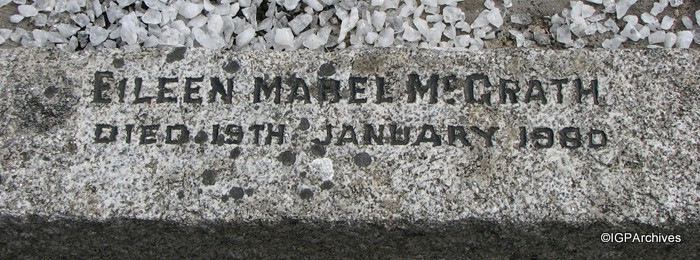 EILEEN MABEL McGRATH
DIED 19TH JANUARY 1980
©IGPArchives